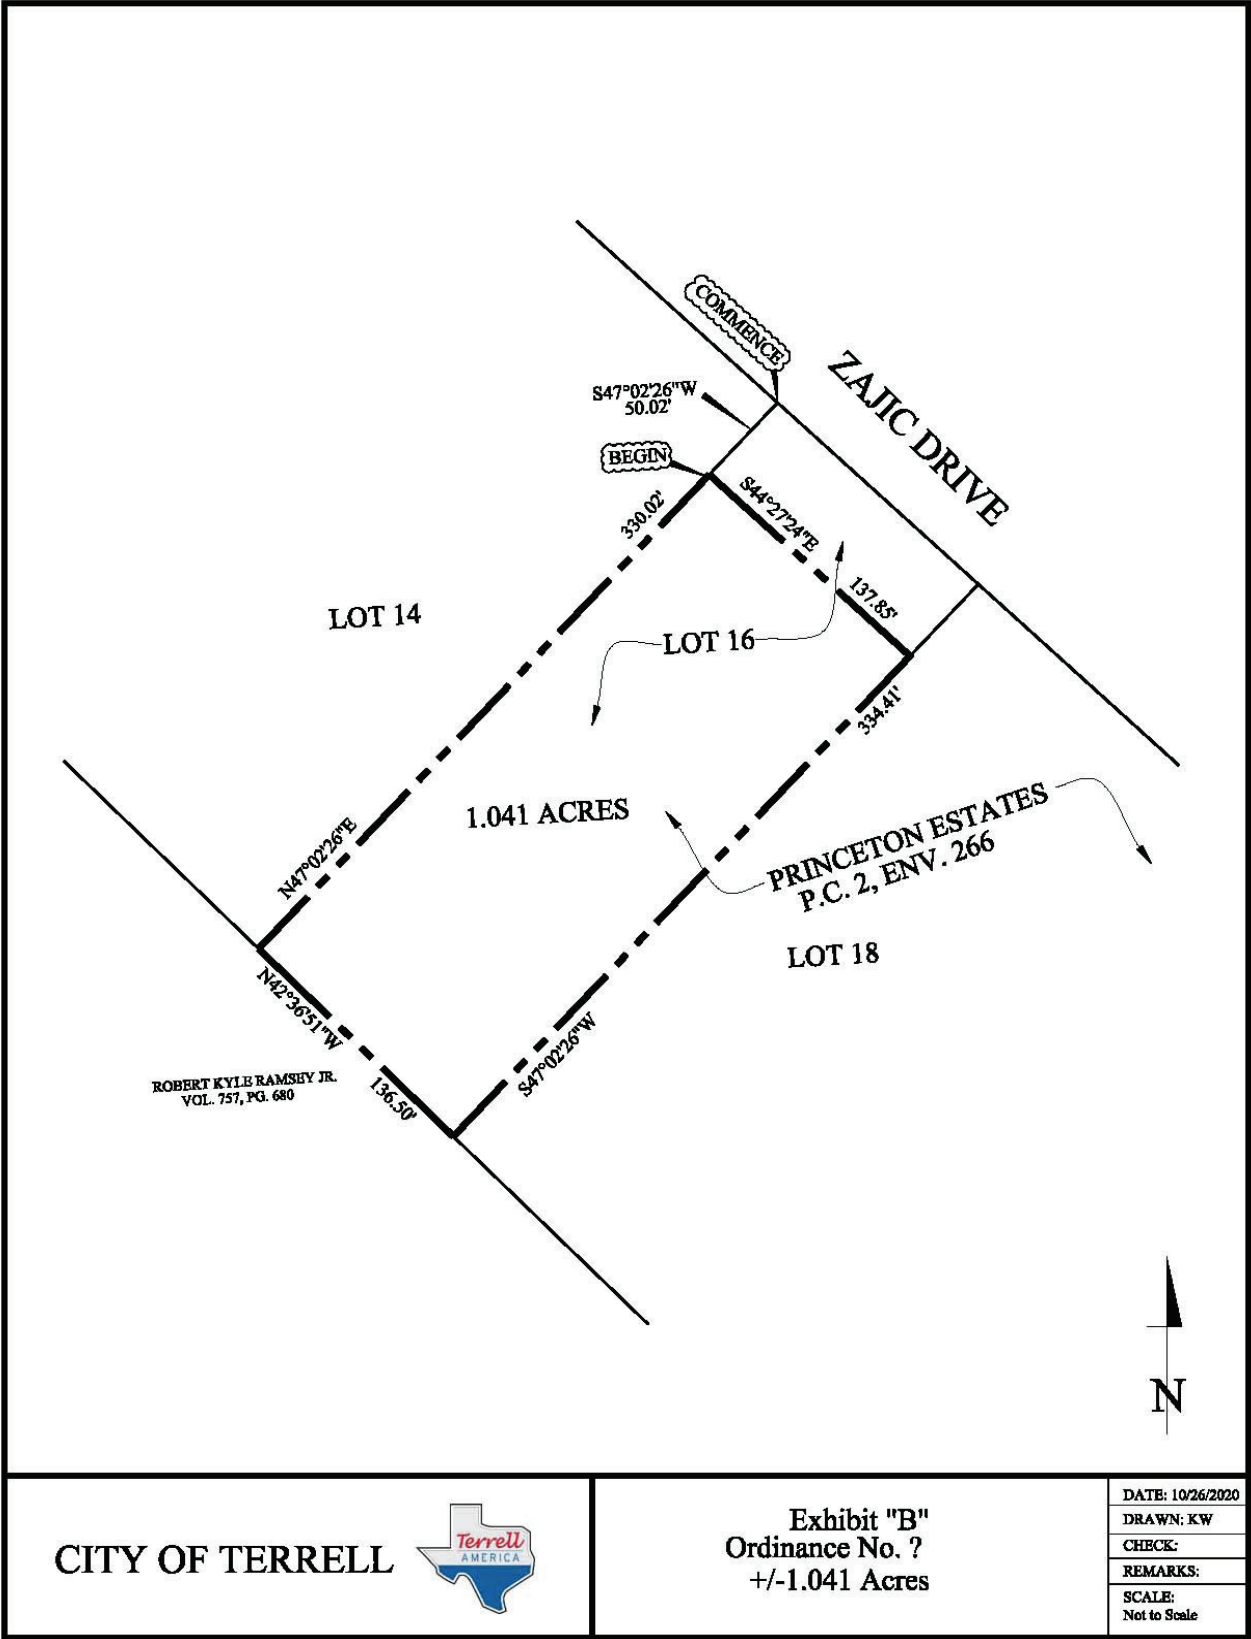 COMMENCE
ZAJIC DRIVE
S47°02'26"W
50.02'
BEGIN
S44°27'24"E
330.02'
137.85'
LOT 14
LOT 16
334.41'
1.041 ACRES
PRINCETON ESTATES
P.C. 2, ENV. 266
N47°02'26"E
LOT 18
N42°36'51"W
S47°02'26"W
ROBERT KYLE RAMSEY JR.
VOL. 757, PG. 680
136.50'
N
CITY OF TERRELL
Terrell
AMERICA
Exhibit "B"
Ordinance No. ?
+/-1.041 Acres
DATE: 10/26/2020
DRAWN: KW
CHECK:
REMARKS:
SCALE:
Not to Scale